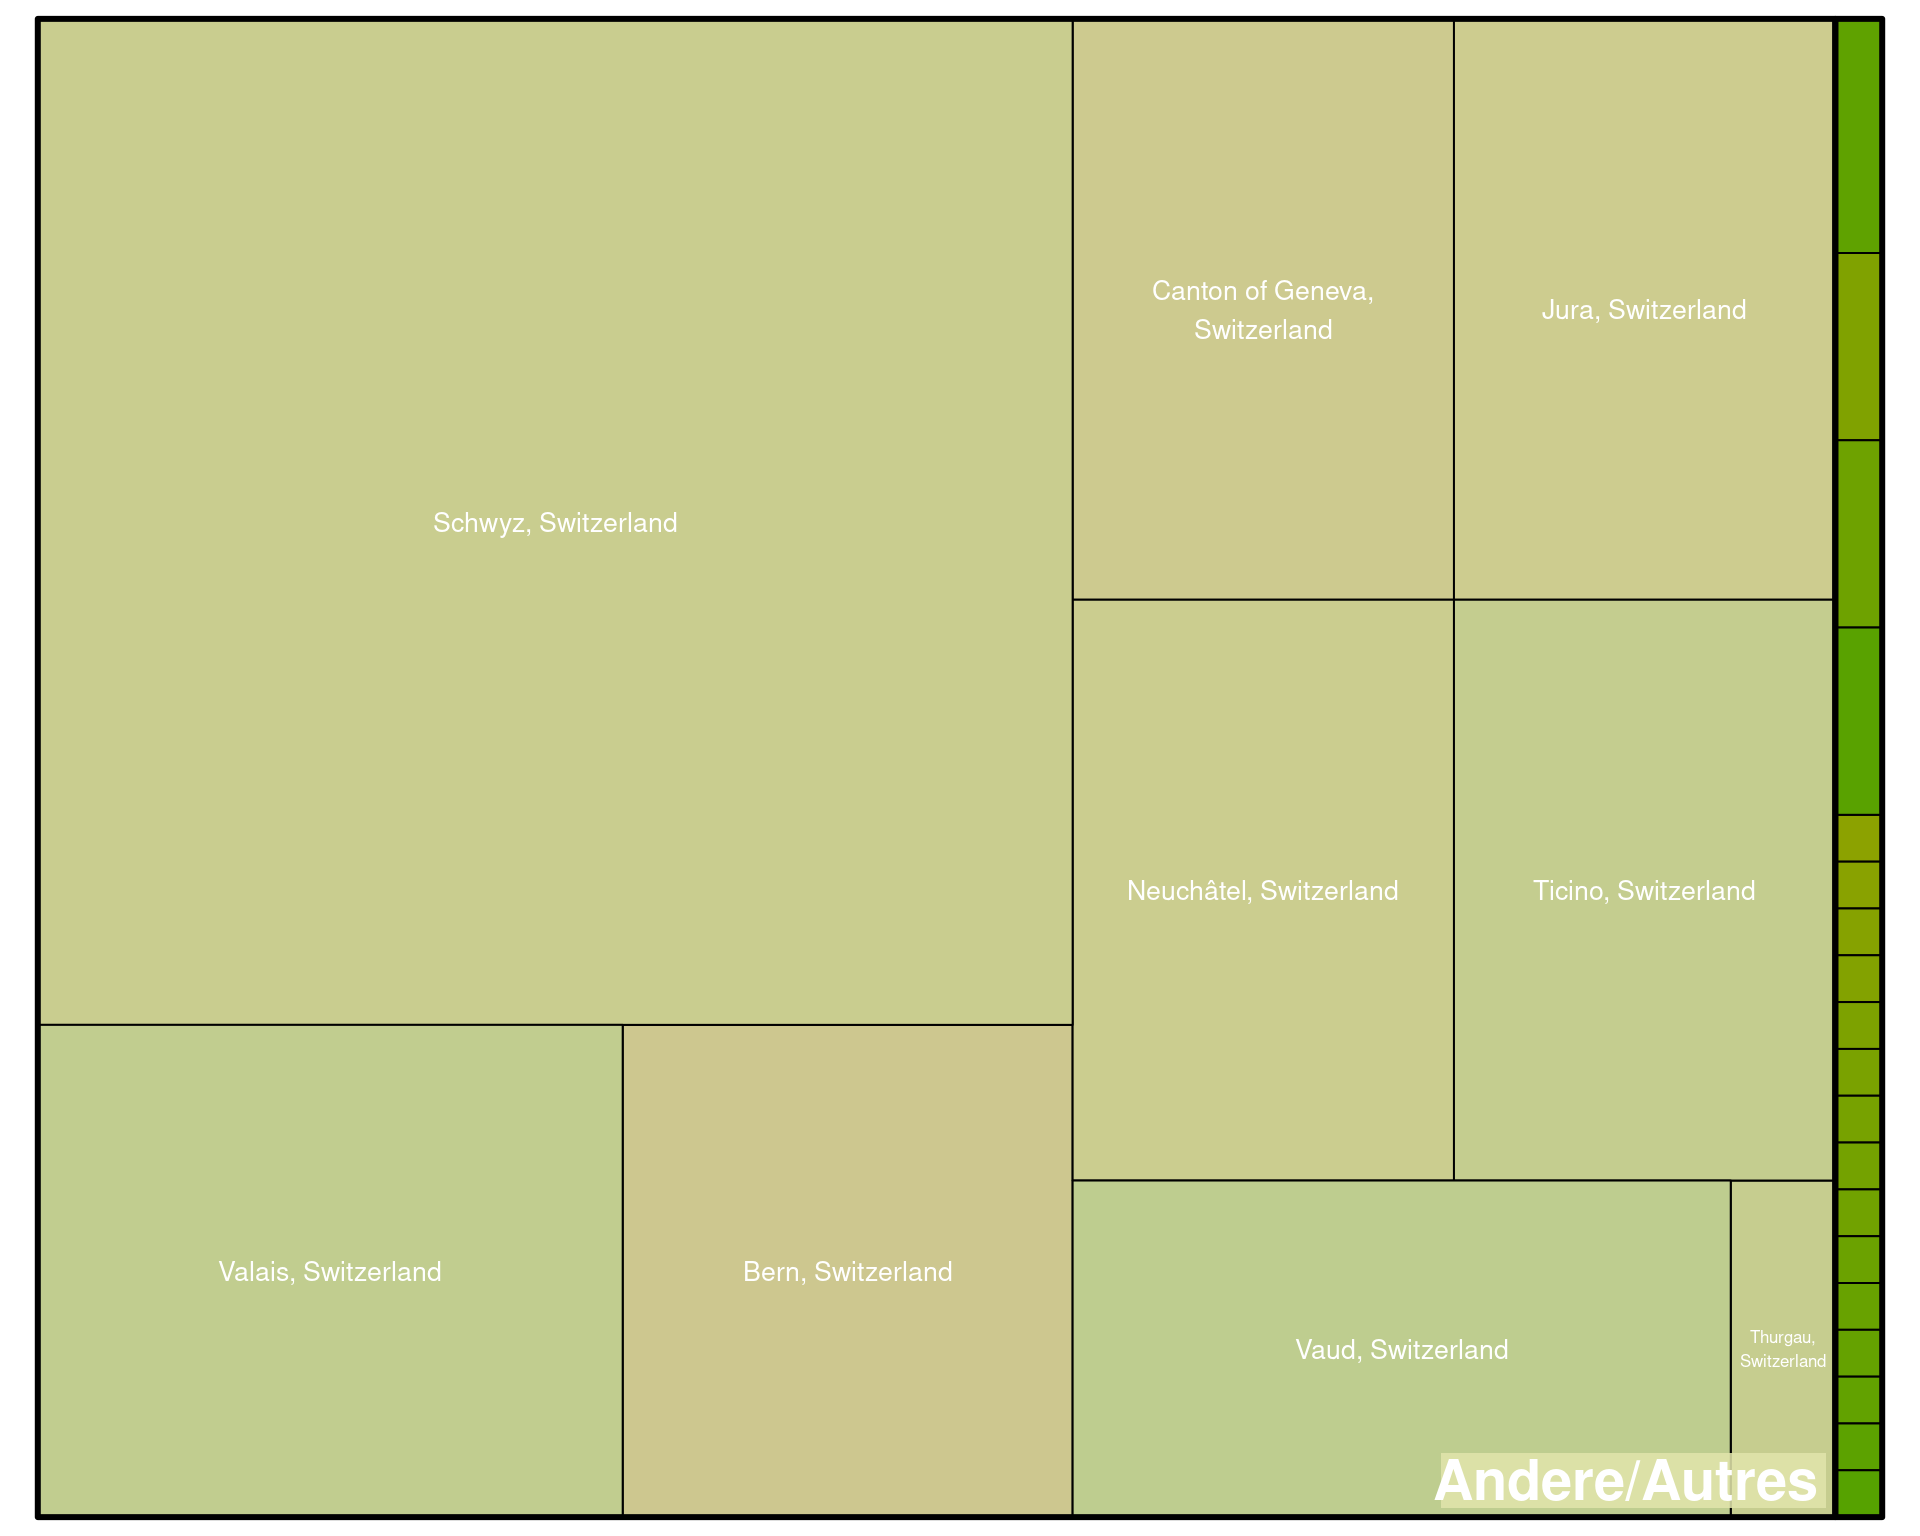 Canton of Geneva,
Switzerland
Jura, Switzerland
Schwyz, Switzerland
Neuchâtel, Switzerland
Ticino, Switzerland
Valais, Switzerland
Bern, Switzerland
Vaud, Switzerland
Thurgau,
Switzerland
Andere/Autres